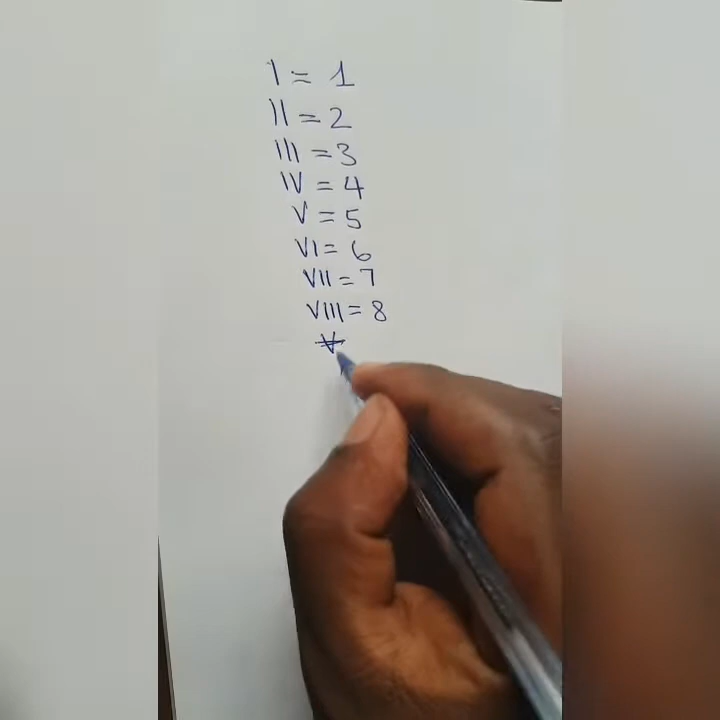 I = 1
II = 2
III = 3
IV = 4
V = 5
VI = 6
VII = 7
VIII = 8